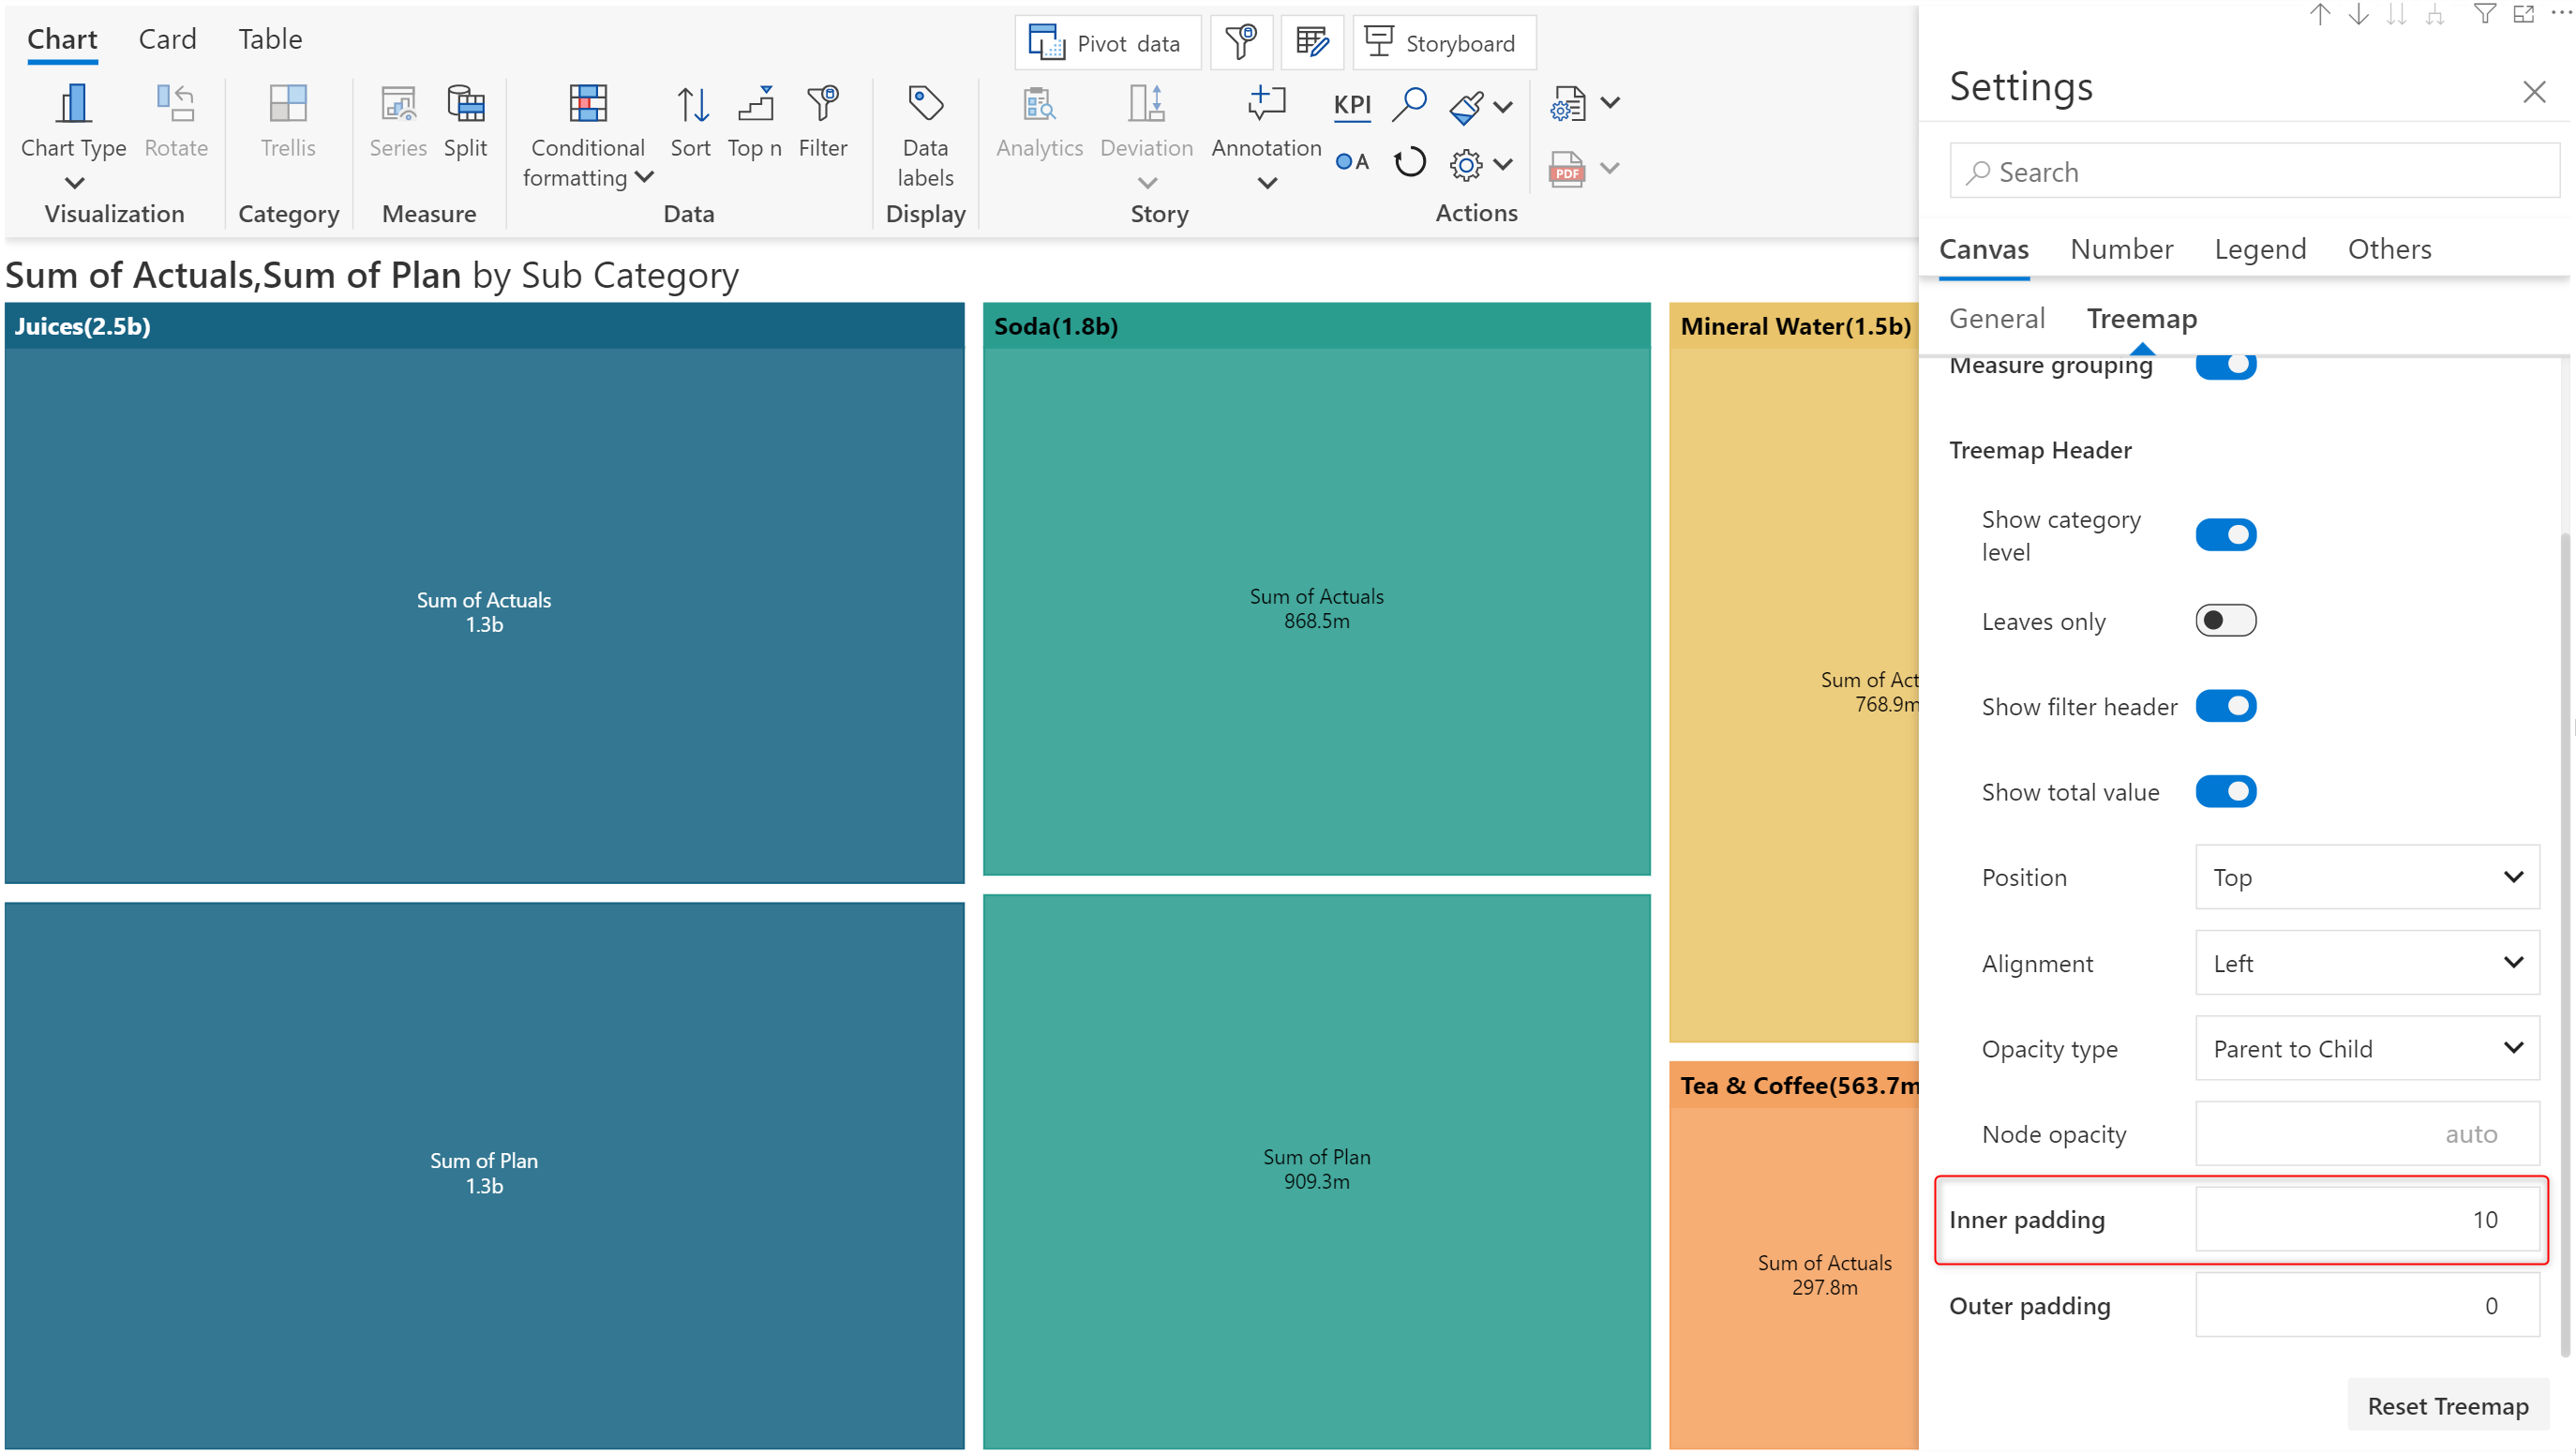 Chart Card Table
Pivot data
Storyboard
Chart Type
Rotate
Trellis
Series
Split
Conditional
formatting
Sort
Top n
Filter
Data
labels
Analytics
Deviation
Annotation
KPI
A
PDF
Visualization
Category
Measure
Data
Display
Story
Actions
Sum of Actuals,Sum of Plan by Sub Category
Juices(2.5b)
Sum of Actuals
1.3b
Sum of Plan
1.3b
Soda(1.8b)
Sum of Actuals
868.5m
Sum of Plan
909.3m
Mineral Water(1.5b)
Sum of Act
768.9m
Tea & Coffee(563.7m
Sum of Actuals
297.8m
Settings
Search
Canvas Number Legend Others
General Treemap
Measure grouping
Treemap Header
Show category
level
Leaves only
Show filter header
Show total value
Position Top
Alignment Left
Opacity type Parent to Child
Node opacity auto
Inner padding 10
Outer padding 0
Reset Treemap